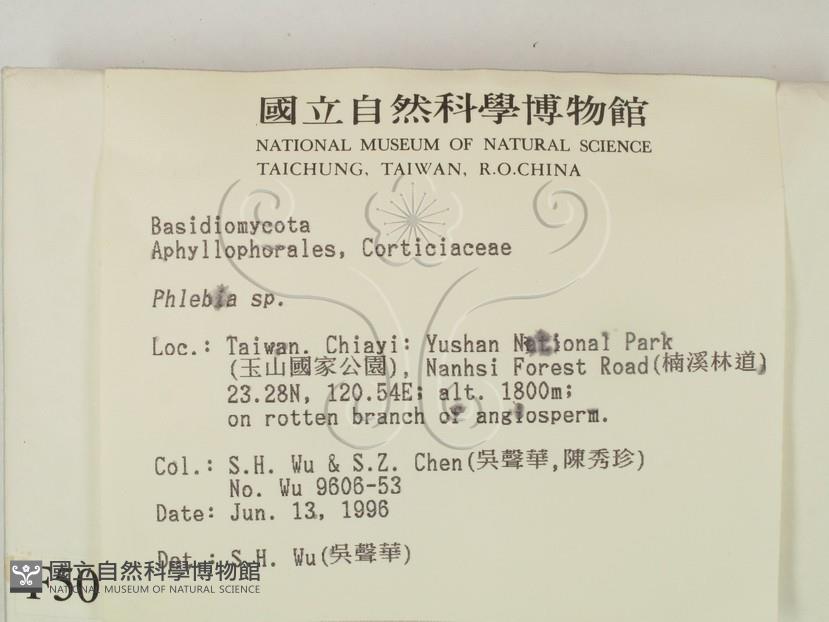 國立自然科學博物館
NATIONAL MUSEUM OF NATURAL SCIENCE
TAICHUNG, TAIWAN, R.O.CHINA
Basidiomycota
Aphyllophorales, Corticiaceae
Phlebia sp.
Loc.: Taiwan. Chiayi: Yushan National Park
(玉山國家公園), Nanhsi Forest Road(楠溪林道)
23.28N, 120.54E; alt. 1800m;
on rotten branch of angiosperm.
Col.: S.H. Wu & S.Z. Chen(吳聲華,陳秀珍)
No. Wu 9606-53
Date: Jun. 13, 1996
Det.: S.H. Wu(吳聲華)
F50
國立自然科學博物館
NATIONAL MUSEUM OF NATURAL SCIENCE